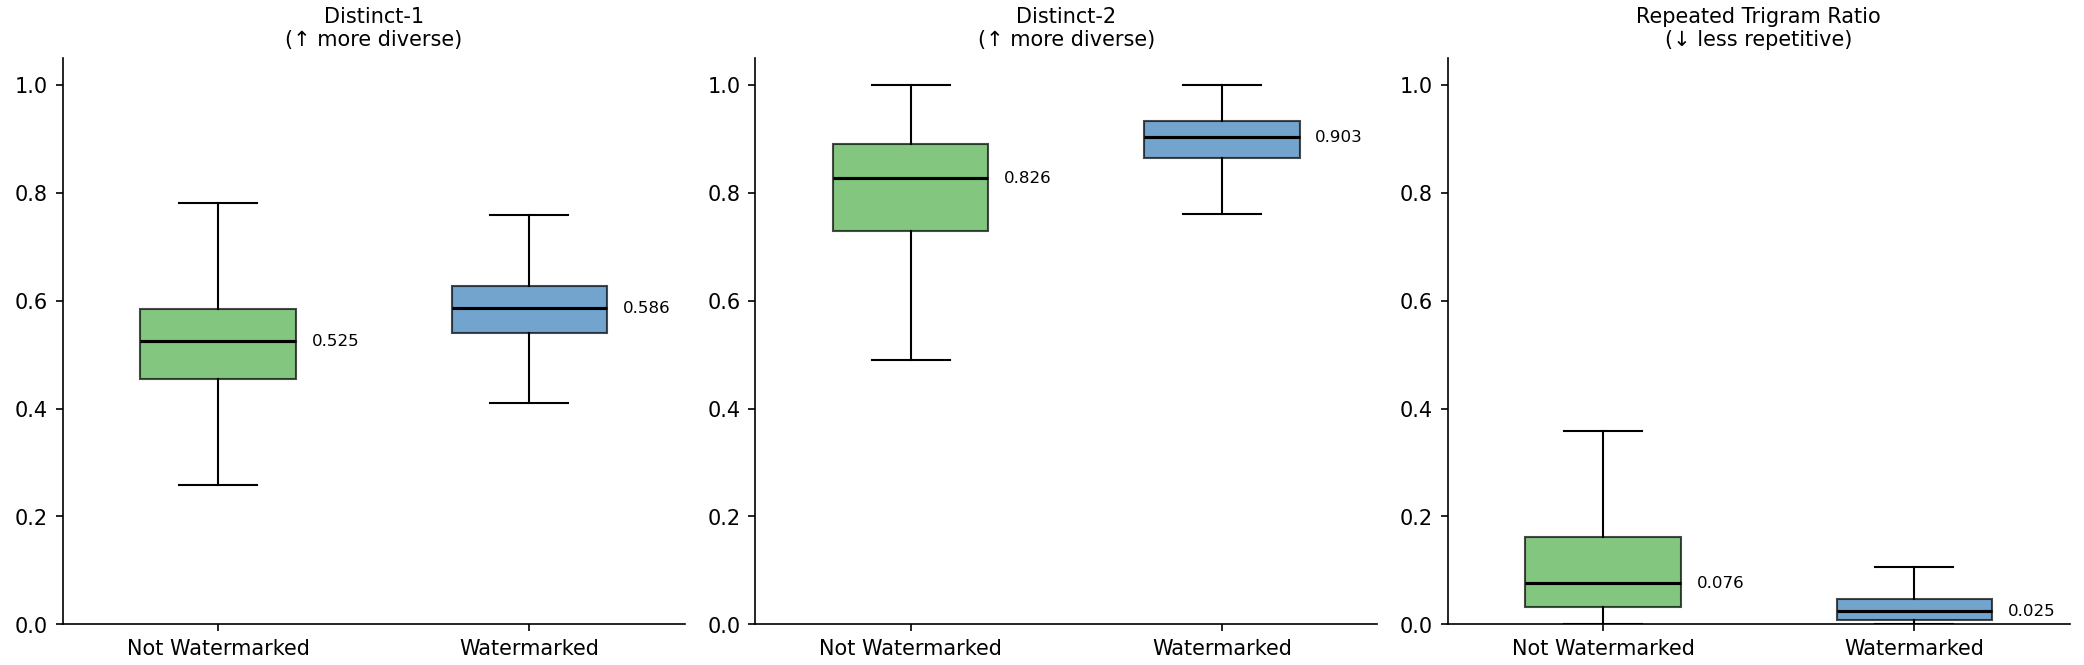 Distinct-1
(↑ more diverse)
1.0
0.8
0.6
0.4
0.2
0.0
0.525
0.586
Not Watermarked
Watermarked
Distinct-2
(↑ more diverse)
1.0
0.8
0.6
0.4
0.2
0.0
0.826
0.903
Not Watermarked
Watermarked
Repeated Trigram Ratio
(↓ less repetitive)
1.0
0.8
0.6
0.4
0.2
0.0
0.076
0.025
Not Watermarked
Watermarked